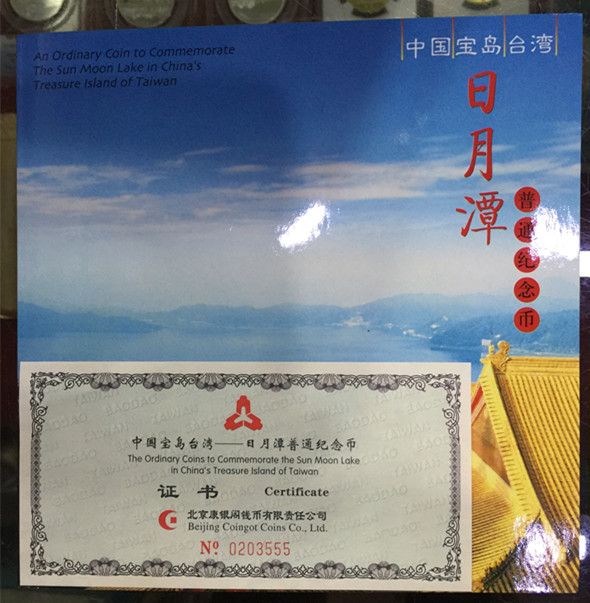 An Ordinary Coin to Commemorate
The Sun Moon Lake in China's
Treasure Island of Taiwan
中国宝岛台湾
日月潭
普通纪念币
中国宝岛台湾——日月潭普通纪念币
The Ordinary Coins to Commemorate the Sun Moon Lake
in China's Treasure Island of Taiwan
证书 Certificate
北京康银阁钱币有限责任公司
Beijing Coingot Coins Co., Ltd.
Nº 0203555